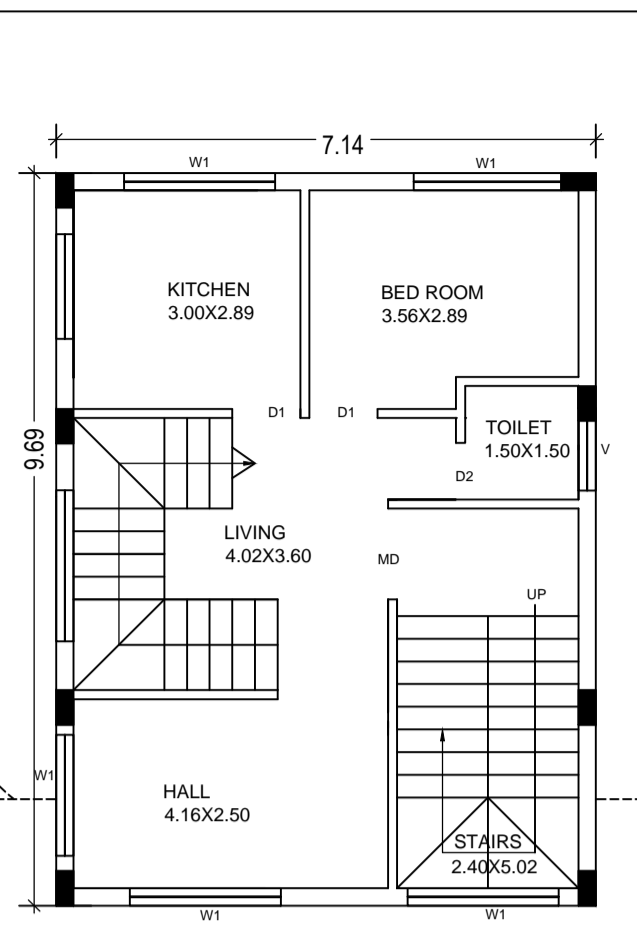 7.14
W1
W1
KITCHEN
3.00X2.89
BED ROOM
3.56X2.89
D1
D1
TOILET
1.50X1.50
V
9.69
D2
LIVING
4.02X3.60
MD
UP
W1
HALL
4.16X2.50
STAIRS
2.40X5.02
W1
W1